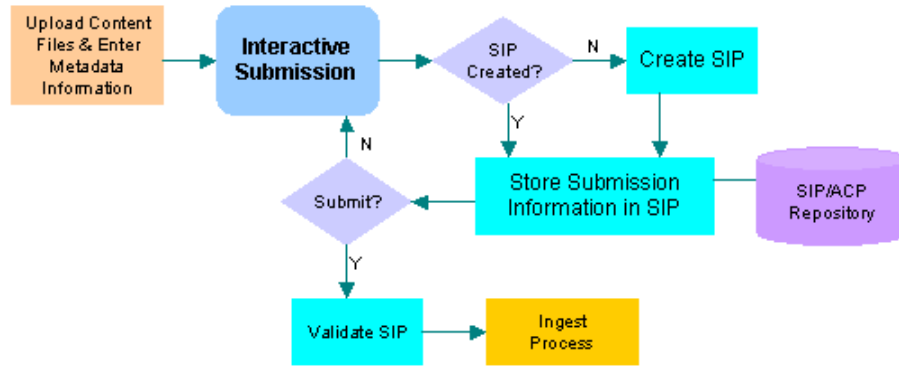 Upload Content
Files & Enter
Metadata
Information
Interactive
Submission
SIP
Created?
N
Create SIP
Y
Store Submission
Information in SIP
SIP/ACP
Repository
N
Submit?
Y
Validate SIP
Ingest
Process